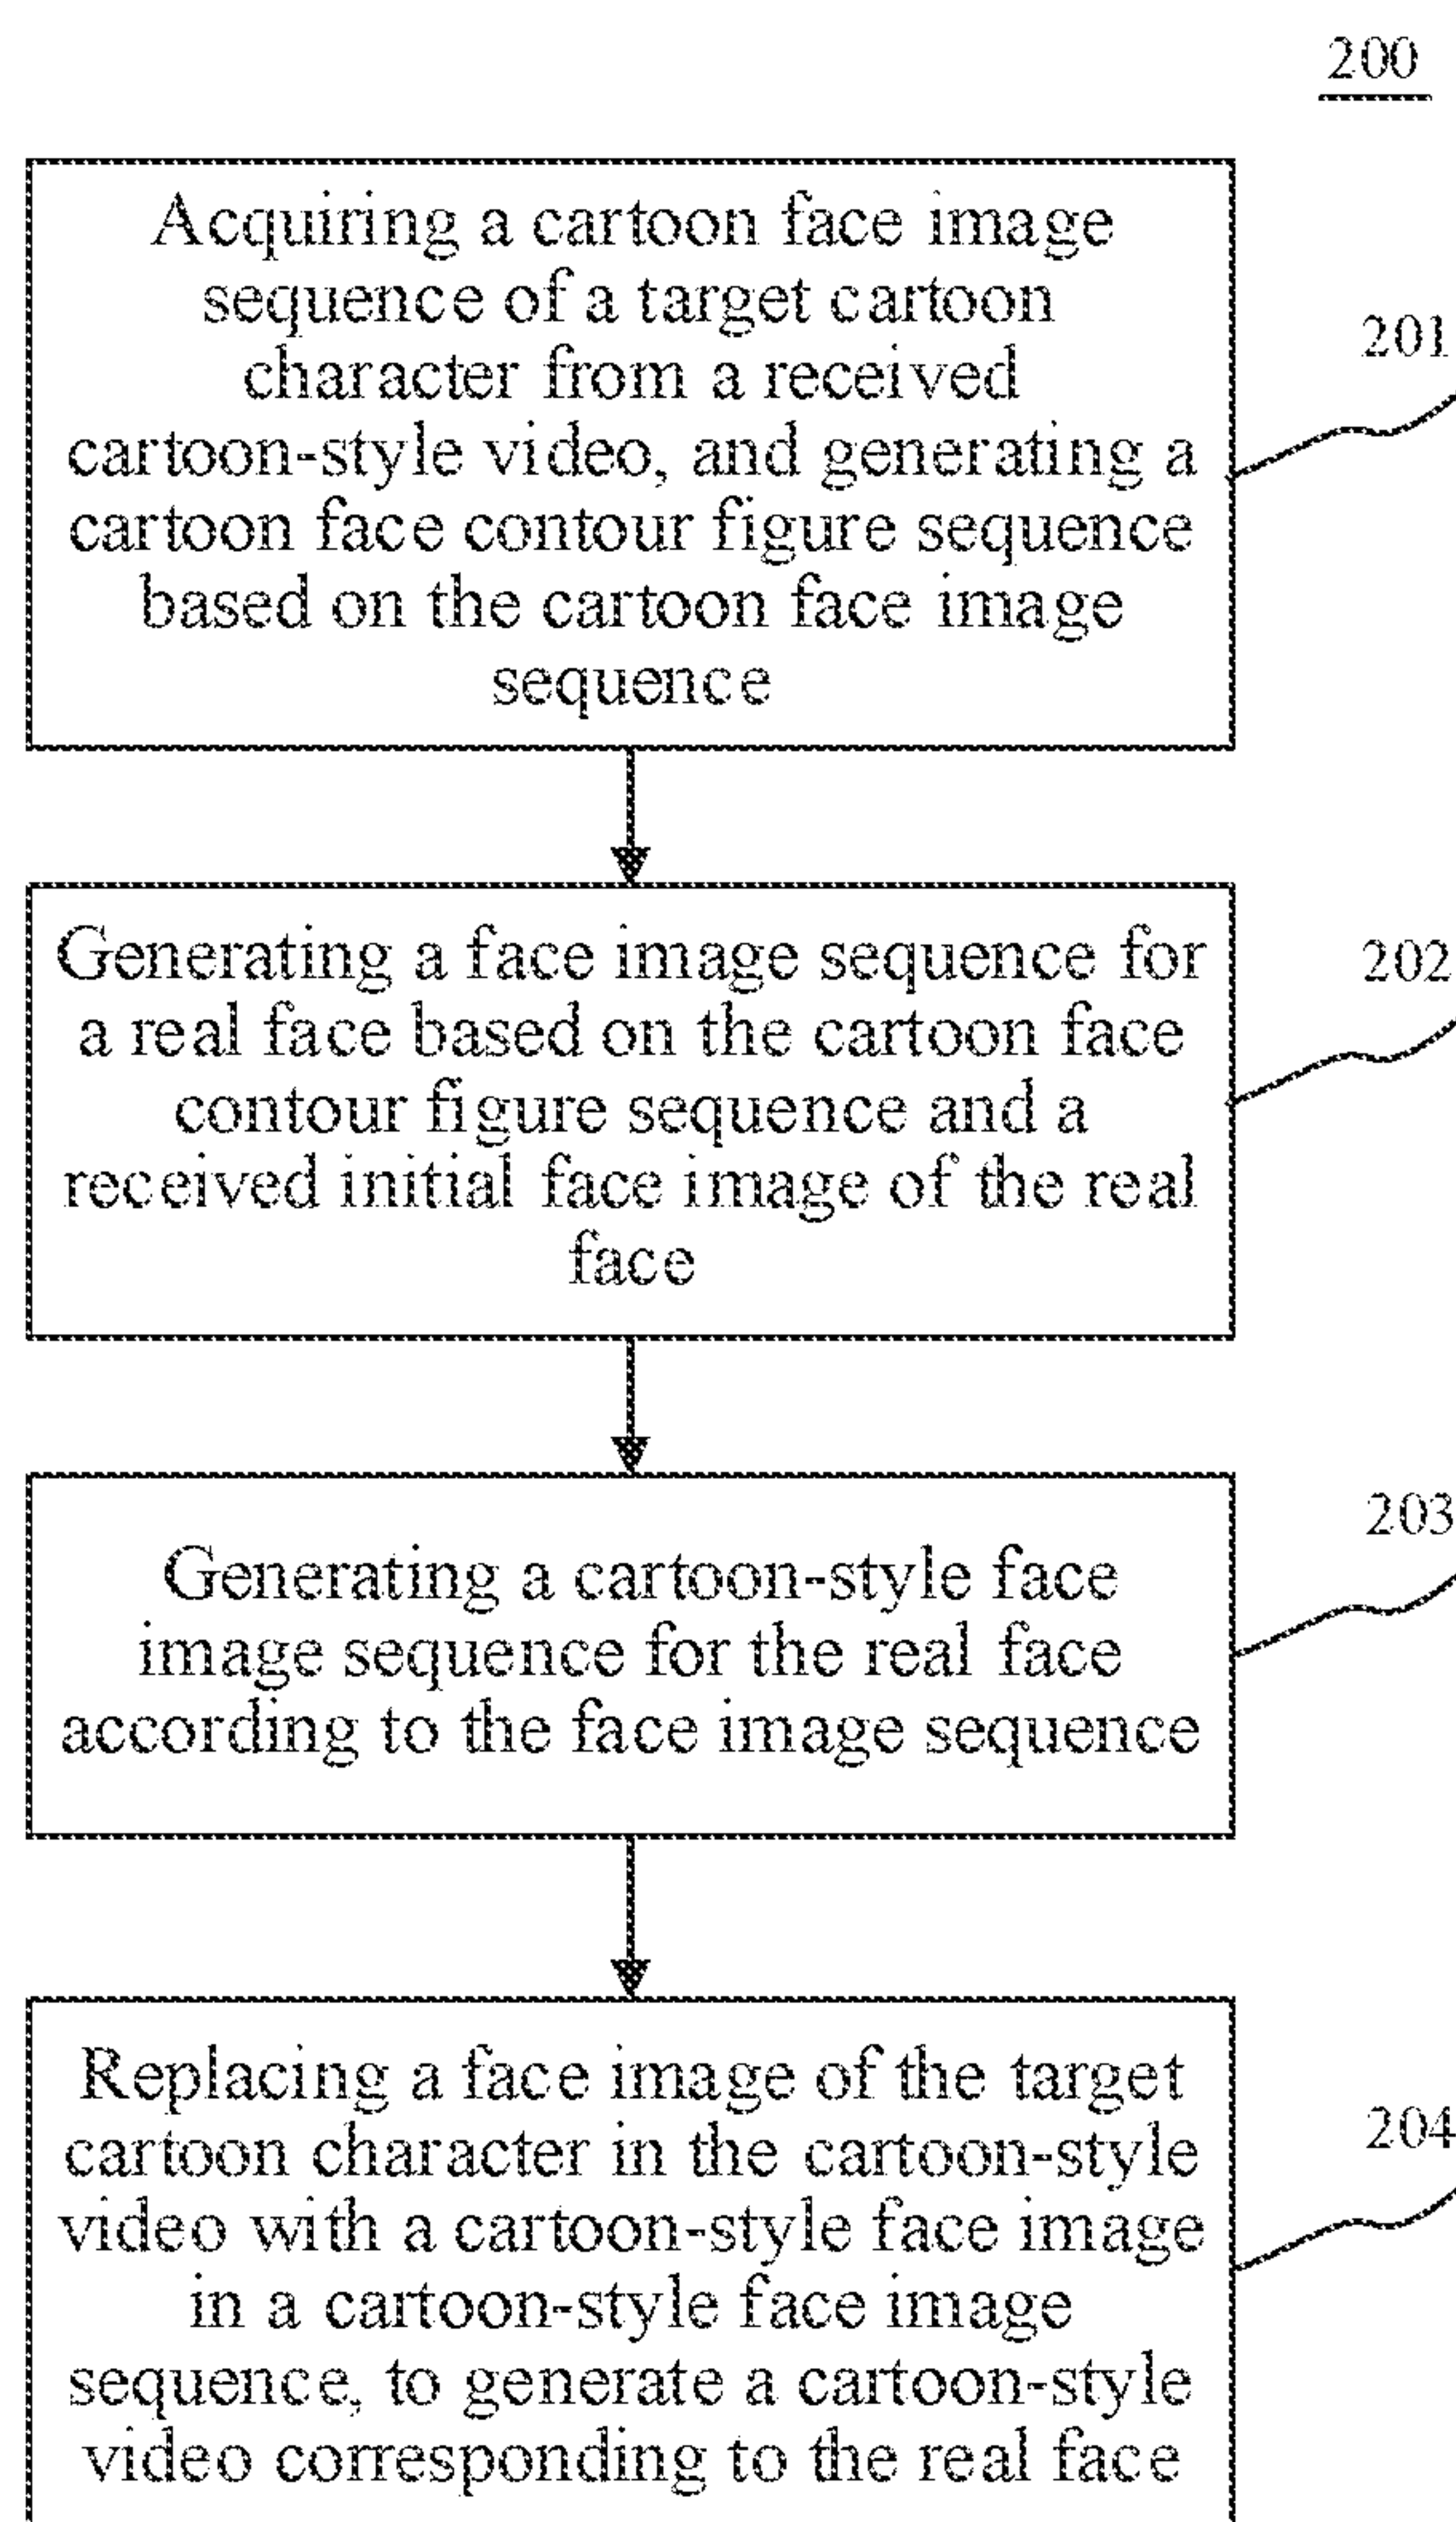 200
Acquiring a cartoon face image
sequence of a target cartoon
character from a received
cartoon-style video, and generating a
cartoon face contour figure sequence
based on the cartoon face image
sequence
201
Generating a face image sequence for
a real face based on the cartoon face
contour figure sequence and a
received initial face image of the real
face
202
Generating a cartoon-style face
image sequence for the real face
according to the face image sequence
203
Replacing a face image of the target
cartoon character in the cartoon-style
video with a cartoon-style face image
in a cartoon-style face image
sequence, to generate a cartoon-style
video corresponding to the real face
204